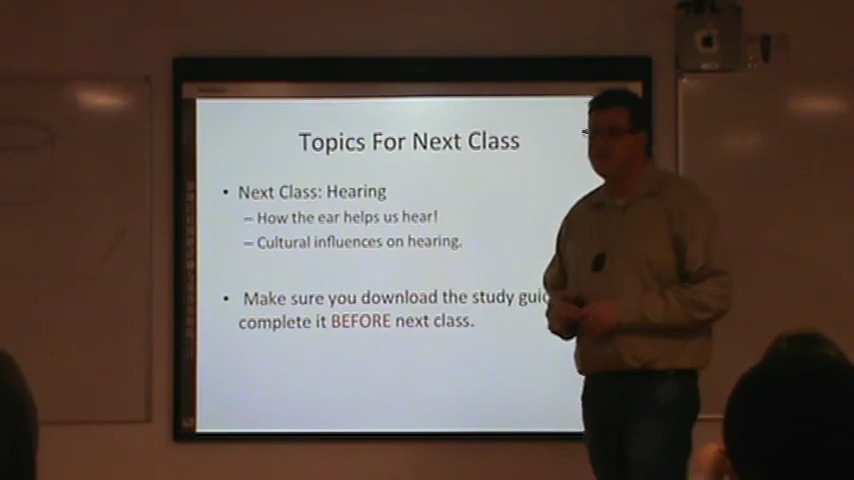 Topics For Next Class
• Next Class: Hearing
– How the ear helps us hear!
– Cultural influences on hearing.
• Make sure you download the study
complete it BEFORE next class.